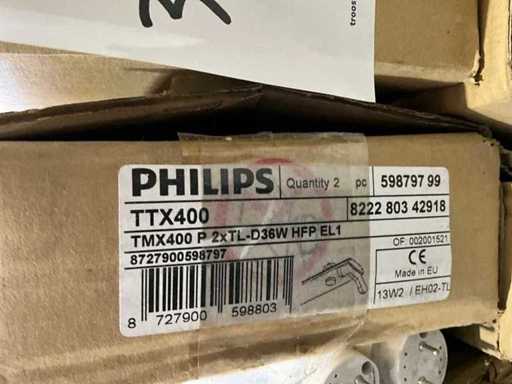 troos
PHILIPS
Quantity 2 pc
598797 99
TTX400
8222 803 42918
TMX400 P 2xTL-D36W HFP EL1
OF: 002001521
8727900598797
CE
Made in EU
8 727900 598803
13W2 / EH02-TL